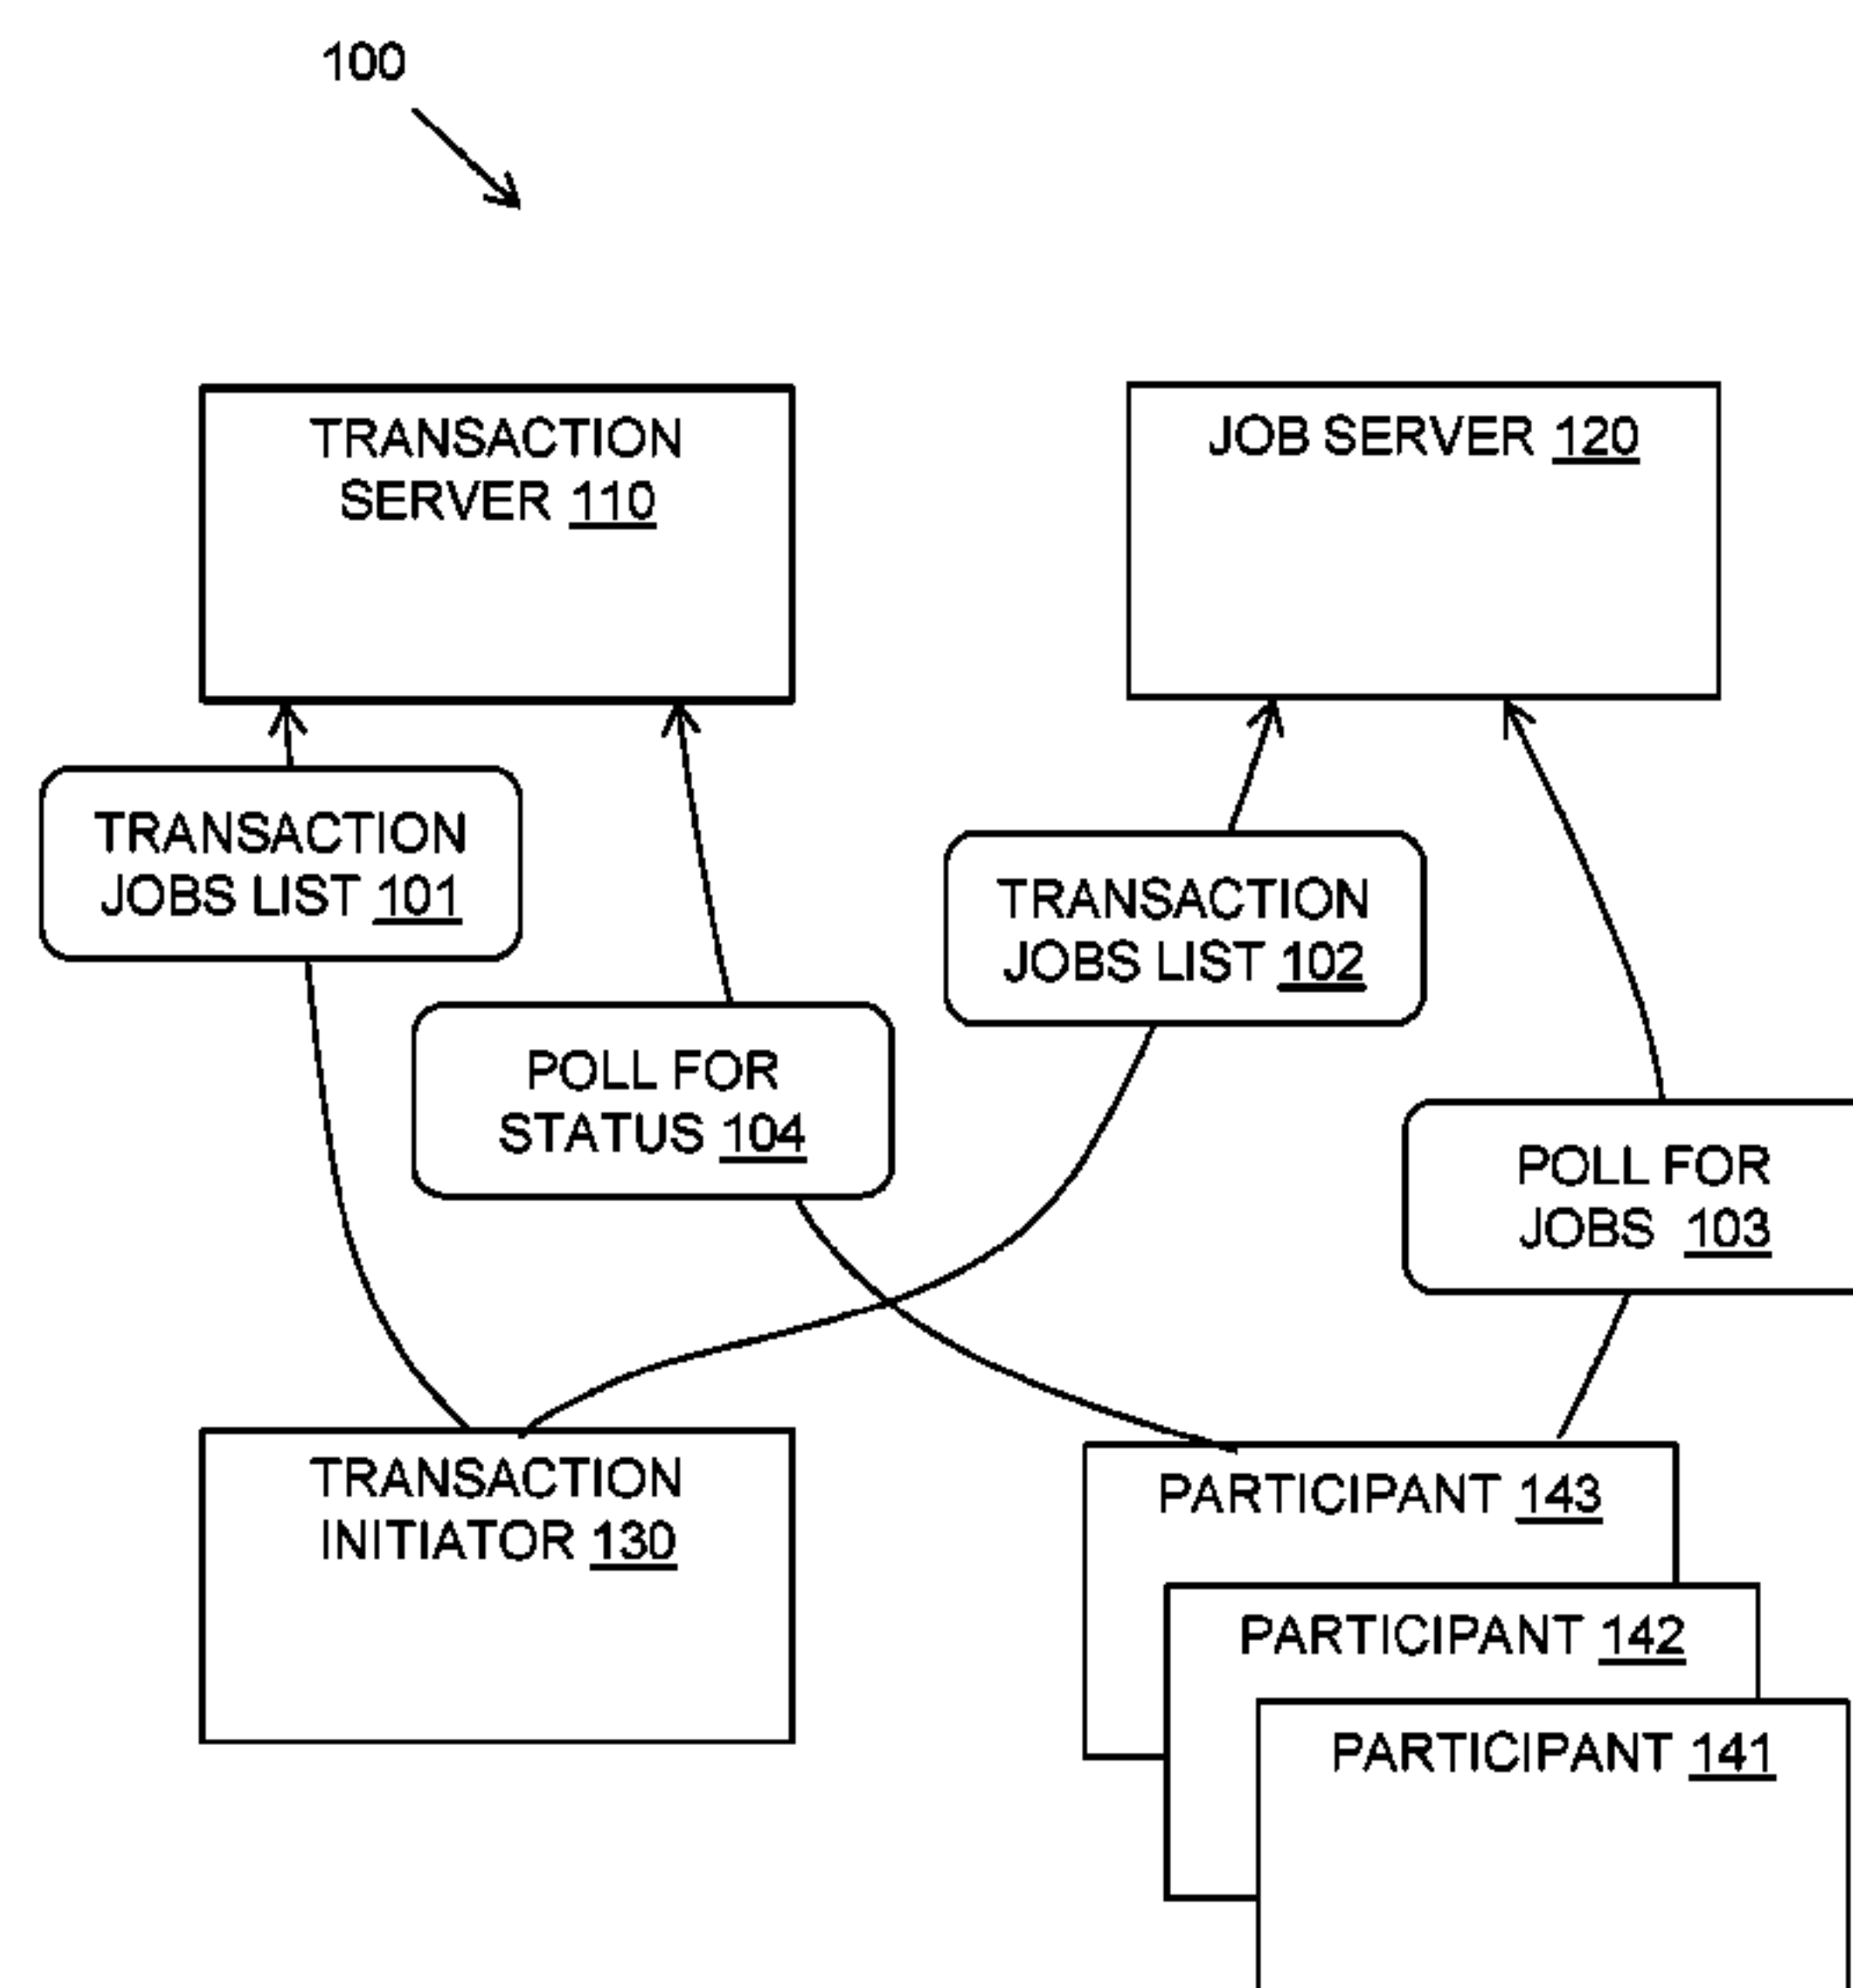 100
TRANSACTION
SERVER 110
JOB SERVER 120
TRANSACTION
JOBS LIST 101
TRANSACTION
JOBS LIST 102
POLL FOR
STATUS 104
POLL FOR
JOBS 103
TRANSACTION
INITIATOR 130
PARTICIPANT 143
PARTICIPANT 142
PARTICIPANT 141